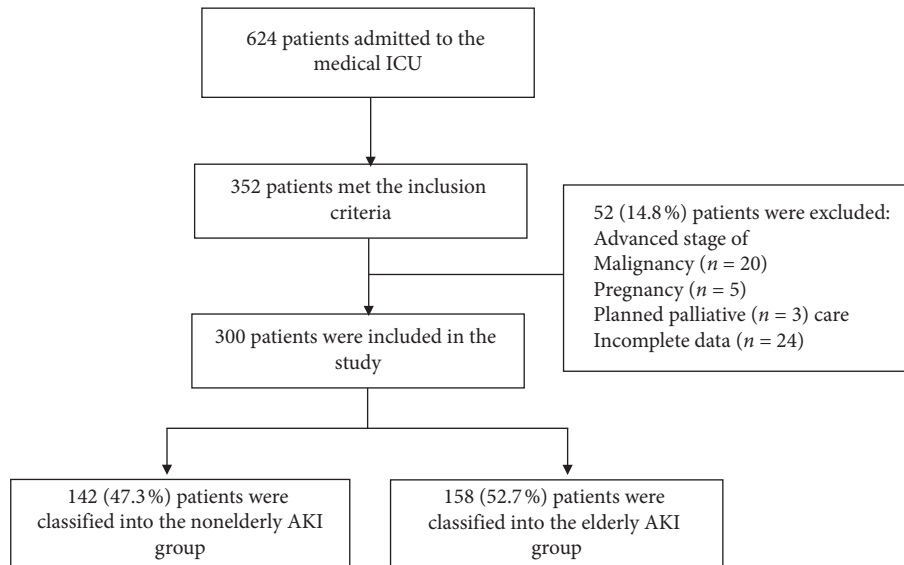 624 patients admitted to the
medical ICU
352 patients met the inclusion
criteria
52 (14.8%) patients were excluded:
Advanced stage of
Malignancy (n = 20)
Pregnancy (n = 5)
Planned palliative (n = 3) care
Incomplete data (n = 24)
300 patients were included in the
study
142 (47.3%) patients were
classified into the nonelderly AKI
group
158 (52.7%) patients were
classified into the elderly AKI
group